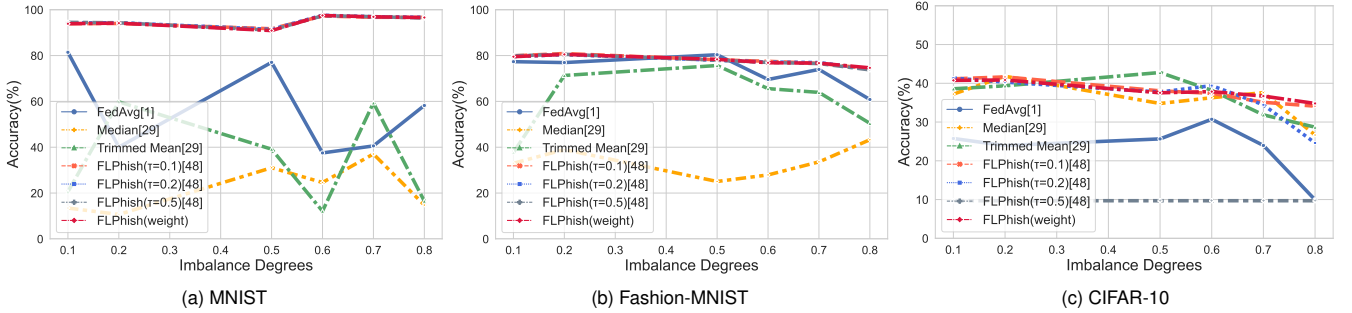 100
80
60
40
20
0
Accuracy(%)
FedAvg[1]
Median[29]
Trimmed Mean[29]
FLPhish(τ=0.1)[48]
FLPhish(τ=0.2)[48]
FLPhish(τ=0.5)[48]
FLPhish(weight)
0.1 0.2 0.3 0.4 0.5 0.6 0.7 0.8
Imbalance Degrees
(a) MNIST
100
80
60
40
20
0
Accuracy(%)
FedAvg[1]
Median[29]
Trimmed Mean[29]
FLPhish(τ=0.1)[48]
FLPhish(τ=0.2)[48]
FLPhish(τ=0.5)[48]
FLPhish(weight)
0.1 0.2 0.3 0.4 0.5 0.6 0.7 0.8
Imbalance Degrees
(b) Fashion-MNIST
60
50
40
30
20
10
0
Accuracy(%)
FedAvg[1]
Median[29]
Trimmed Mean[29]
FLPhish(τ=0.1)[48]
FLPhish(τ=0.2)[48]
FLPhish(τ=0.5)[48]
FLPhish(weight)
0.1 0.2 0.3 0.4 0.5 0.6 0.7 0.8
Imbalance Degrees
(c) CIFAR-10